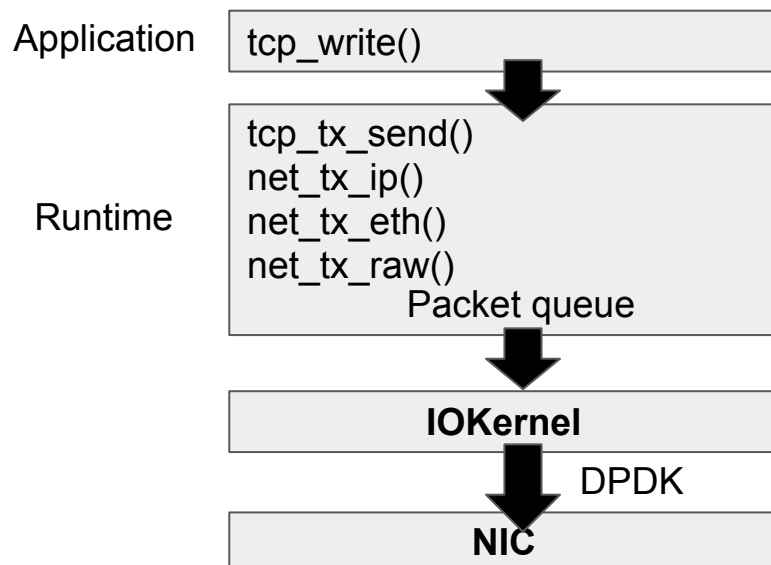 Application
tcp_write()
Runtime
tcp_tx_send()
net_tx_ip()
net_tx_eth()
net_tx_raw()
Packet queue
IOKernel
DPDK
NIC